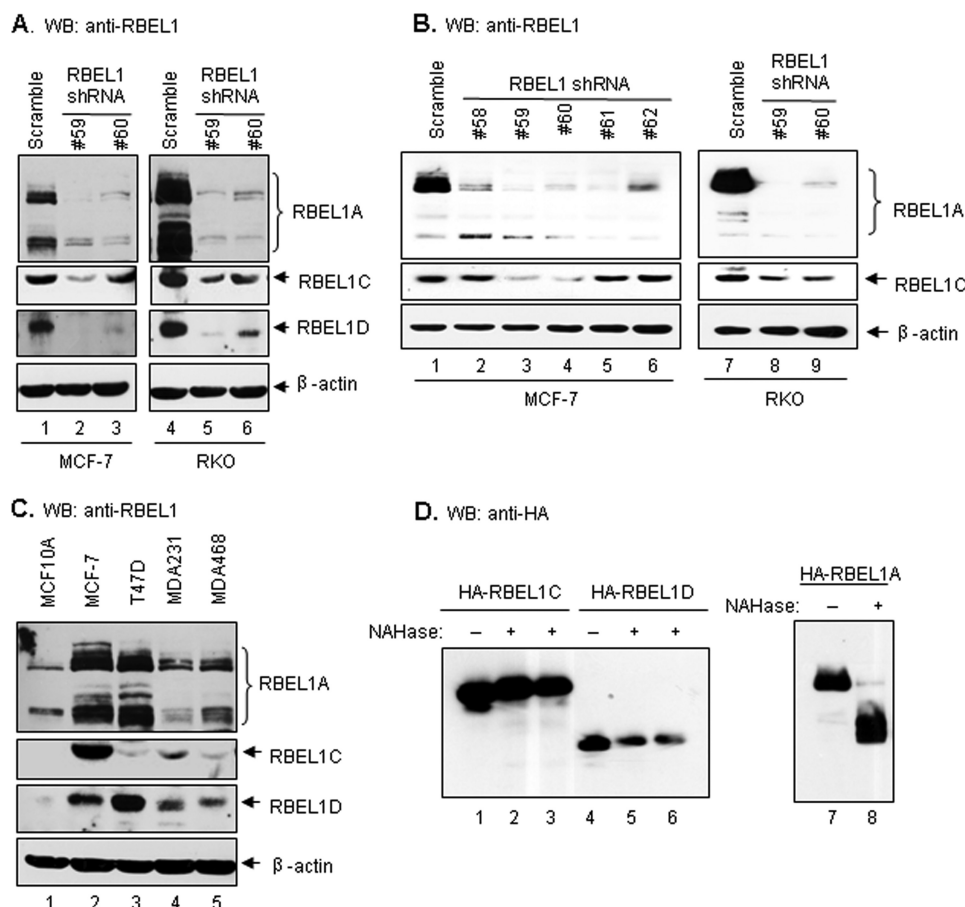 A. WB: anti-RBEL1
Scramble
RBEL1
shRNA
#59
#60
Scramble
RBEL1
shRNA
#59
#60
RBEL1A
RBEL1C
RBEL1D
β-actin
1 2 3 4 5 6
MCF-7 RKO
B. WB: anti-RBEL1
Scramble
RBEL1 shRNA
#58
#59
#60
#61
#62
Scramble
RBEL1
shRNA
#59
#60
RBEL1A
RBEL1C
β-actin
1 2 3 4 5 6 7 8 9
MCF-7 RKO
C. WB: anti-RBEL1
MCF10A
MCF-7
T47D
MDA231
MDA468
RBEL1A
RBEL1C
RBEL1D
β-actin
1 2 3 4 5
D. WB: anti-HA
HA-RBEL1C HA-RBEL1D
NAHase: – + + – + +
1 2 3 4 5 6
HA-RBEL1A
NAHase: – +
7 8